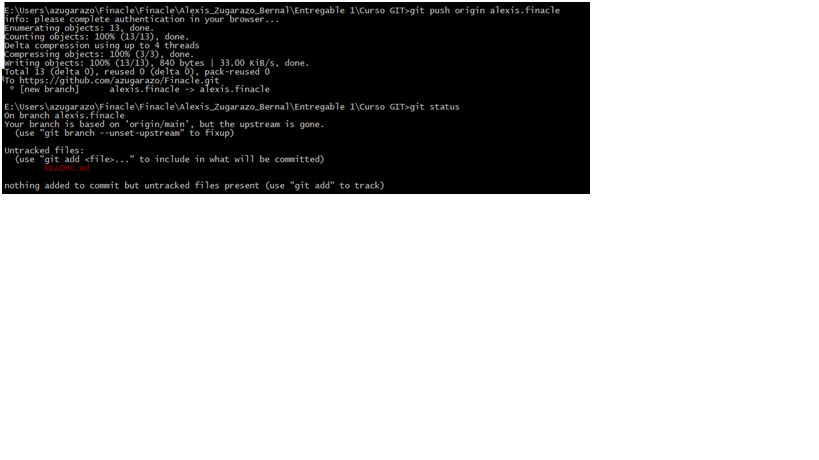 E:\Users\azugarazo\Finacle\Finacle\Alexis_Zugarazo_Bernal\Entregable 1\Curso GIT>git push origin alexis.finacle
info: please complete authentication in your browser...
Enumerating objects: 13, done.
Counting objects: 100% (13/13), done.
Delta compression using up to 4 threads
Compressing objects: 100% (3/3), done.
Writing objects: 100% (13/13), 840 bytes | 33.00 KiB/s, done.
Total 13 (delta 0), reused 0 (delta 0), pack-reused 0
To https://github.com/azugarazo/Finacle.git
 * [new branch]      alexis.finacle -> alexis.finacle

E:\Users\azugarazo\Finacle\Finacle\Alexis_Zugarazo_Bernal\Entregable 1\Curso GIT>git status
On branch alexis.finacle
Your branch is based on 'origin/main', but the upstream is gone.
  (use "git branch --unset-upstream" to fixup)

Untracked files:
  (use "git add <file>..." to include in what will be committed)
        README.md

nothing added to commit but untracked files present (use "git add" to track)